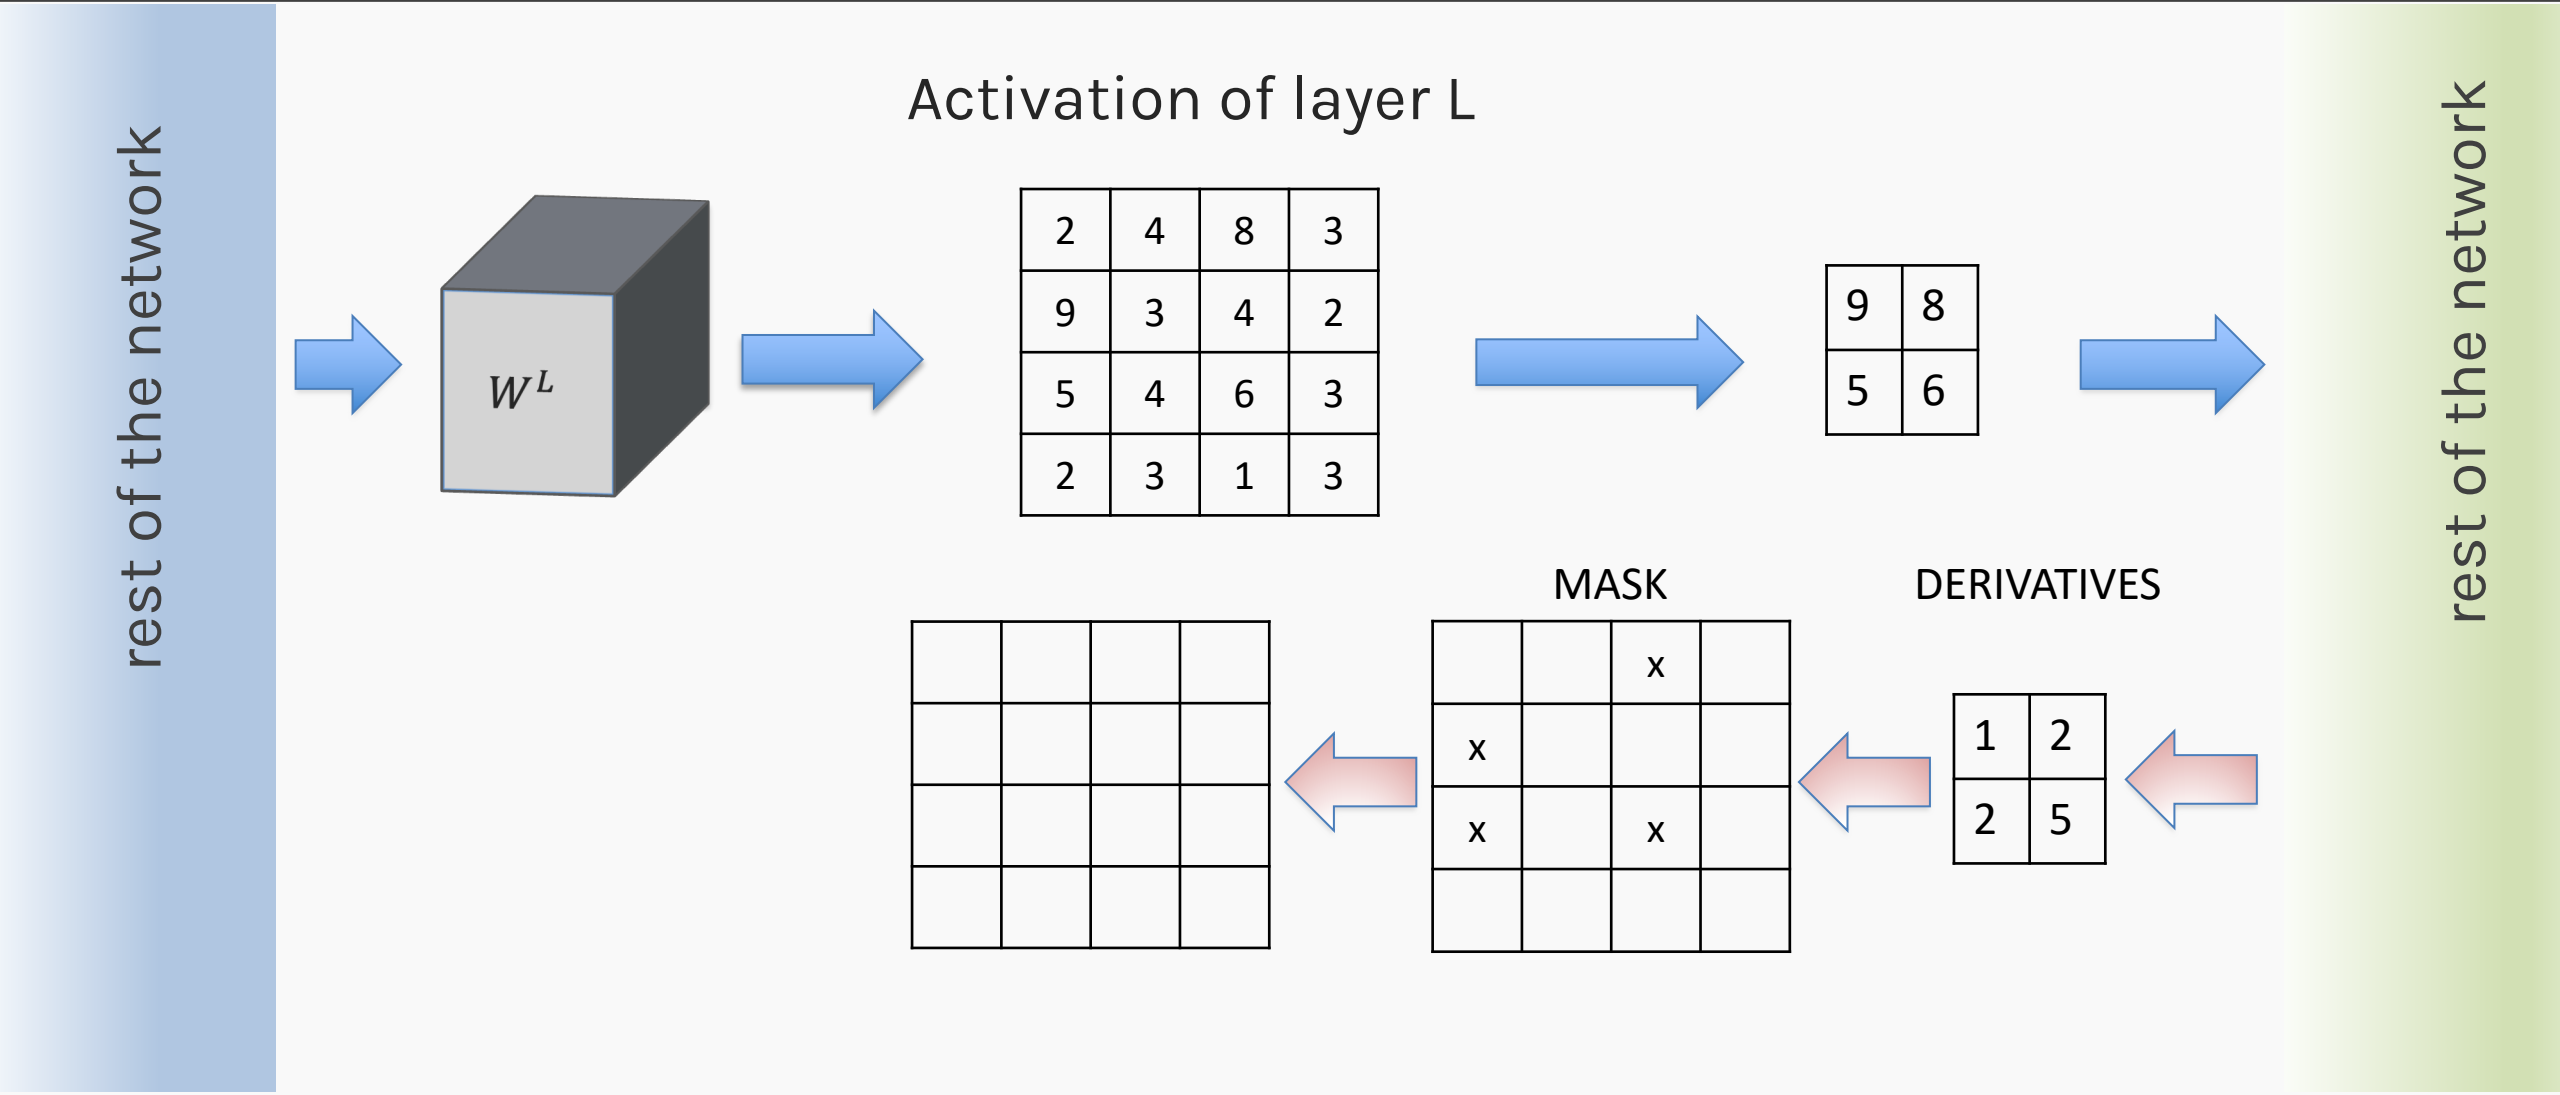 rest of the network
Activation of layer L
W^L
2 4 8 3
9 3 4 2
5 4 6 3
2 3 1 3
9 8
5 6
rest of the network
MASK
x
x
x x
DERIVATIVES
1 2
2 5